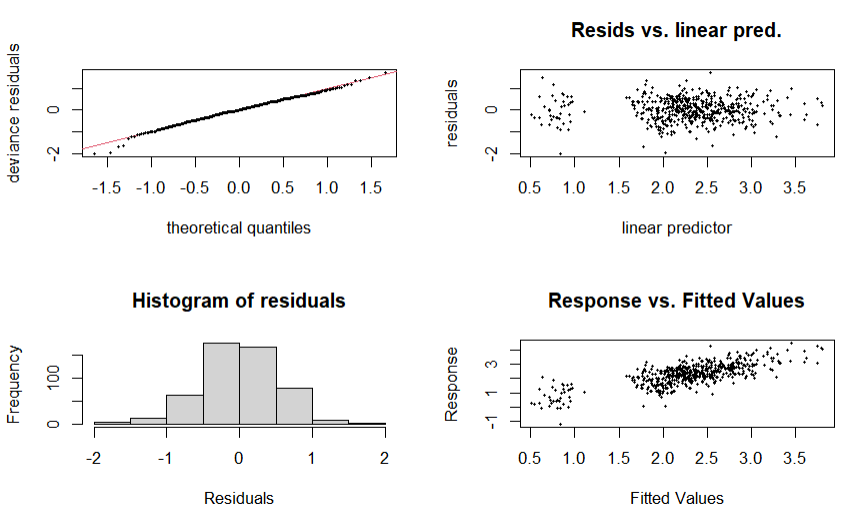 deviance residuals
0
-2
-1.5 -1.0 -0.5 0.0 0.5 1.0 1.5
theoretical quantiles
Resids vs. linear pred.
residuals
0
-2
0.5 1.0 1.5 2.0 2.5 3.0 3.5
linear predictor
Histogram of residuals
Frequency
100
0
-2 -1 0 1 2
Residuals
Response vs. Fitted Values
Response
3
1
-1
0.5 1.0 1.5 2.0 2.5 3.0 3.5
Fitted Values